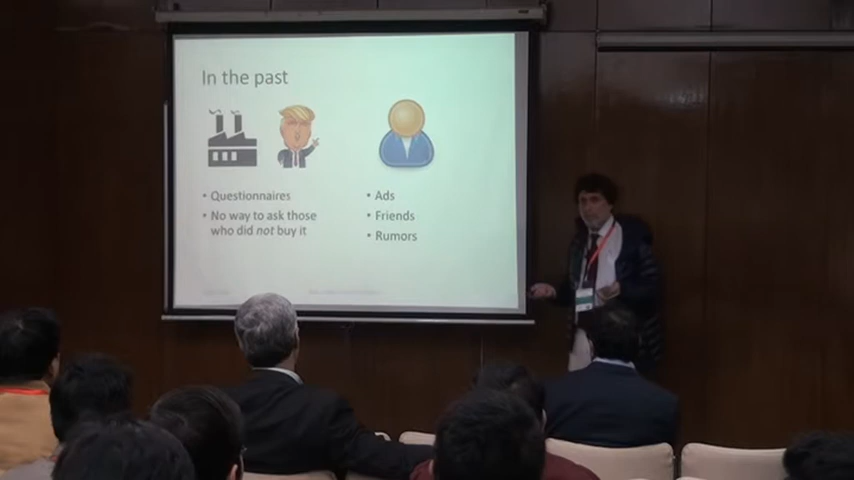 In the past
• Questionnaires
• No way to ask those
who did not buy it
• Ads
• Friends
• Rumors